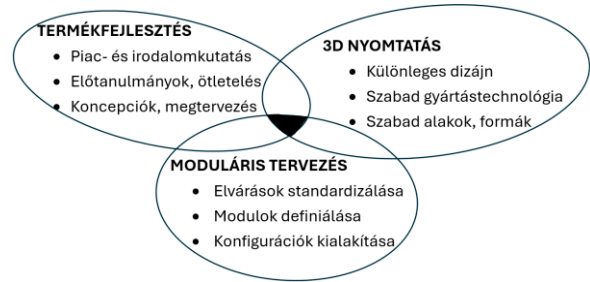 TERMÉKFEJLESZTÉS
• Piac- és irodalomkutatás
• Előtanulmányok, ötletelés
• Koncepciók, megtervezés
3D NYOMTATÁS
• Különleges dizájn
• Szabad gyártástechnológia
• Szabad alakok, formák
MODULÁRIS TERVEZÉS
• Elvárások standardizálása
• Modulok definiálása
• Konfigurációk kialakítása